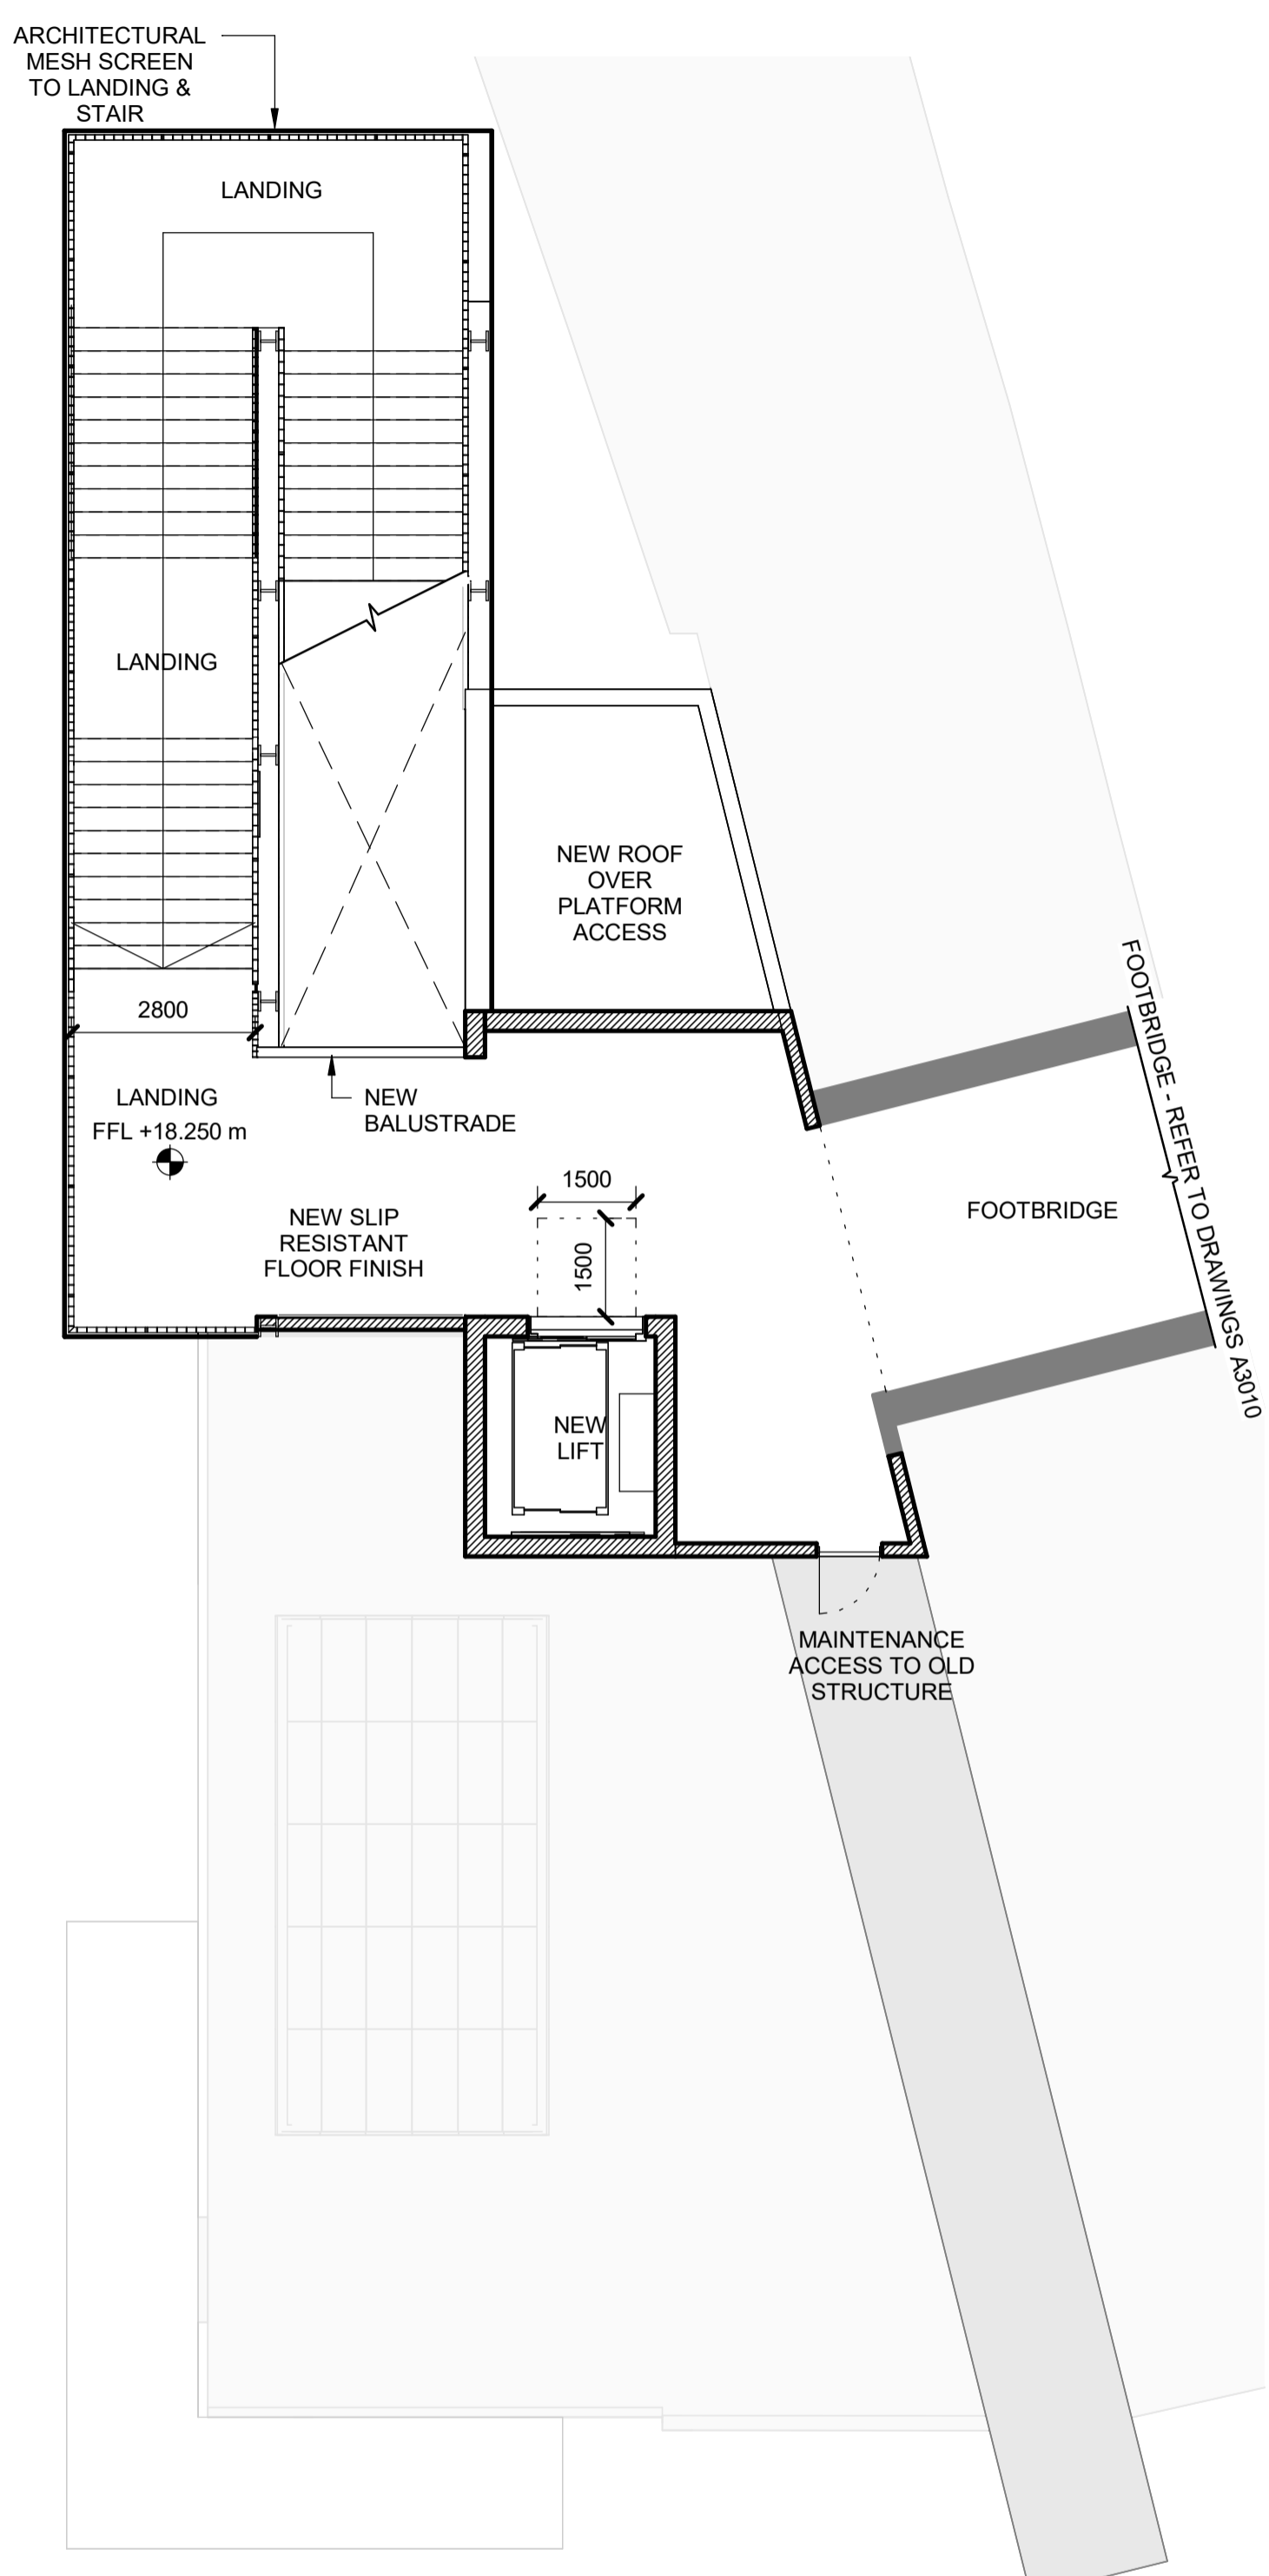 ARCHITECTURAL
MESH SCREEN
TO LANDING &
STAIR
LANDING
LANDING
NEW ROOF
OVER
PLATFORM
ACCESS
2800
LANDING
FFL +18.250 m
NEW
BALUSTRADE
FOOTBRIDGE - REFER TO DRAWINGS A3010
1500
1500
FOOTBRIDGE
NEW SLIP
RESISTANT
FLOOR FINISH
NEW
LIFT
MAINTENANCE
ACCESS TO OLD
STRUCTURE